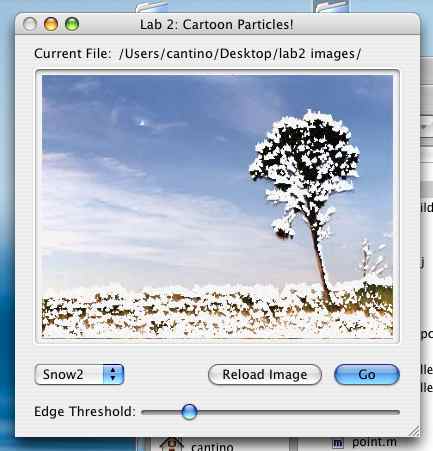 Lab 2: Cartoon Particles!
Current File: /Users/cantino/Desktop/lab2 images/
Snow2
Reload Image
Go
Edge Threshold:
cantino
point.m